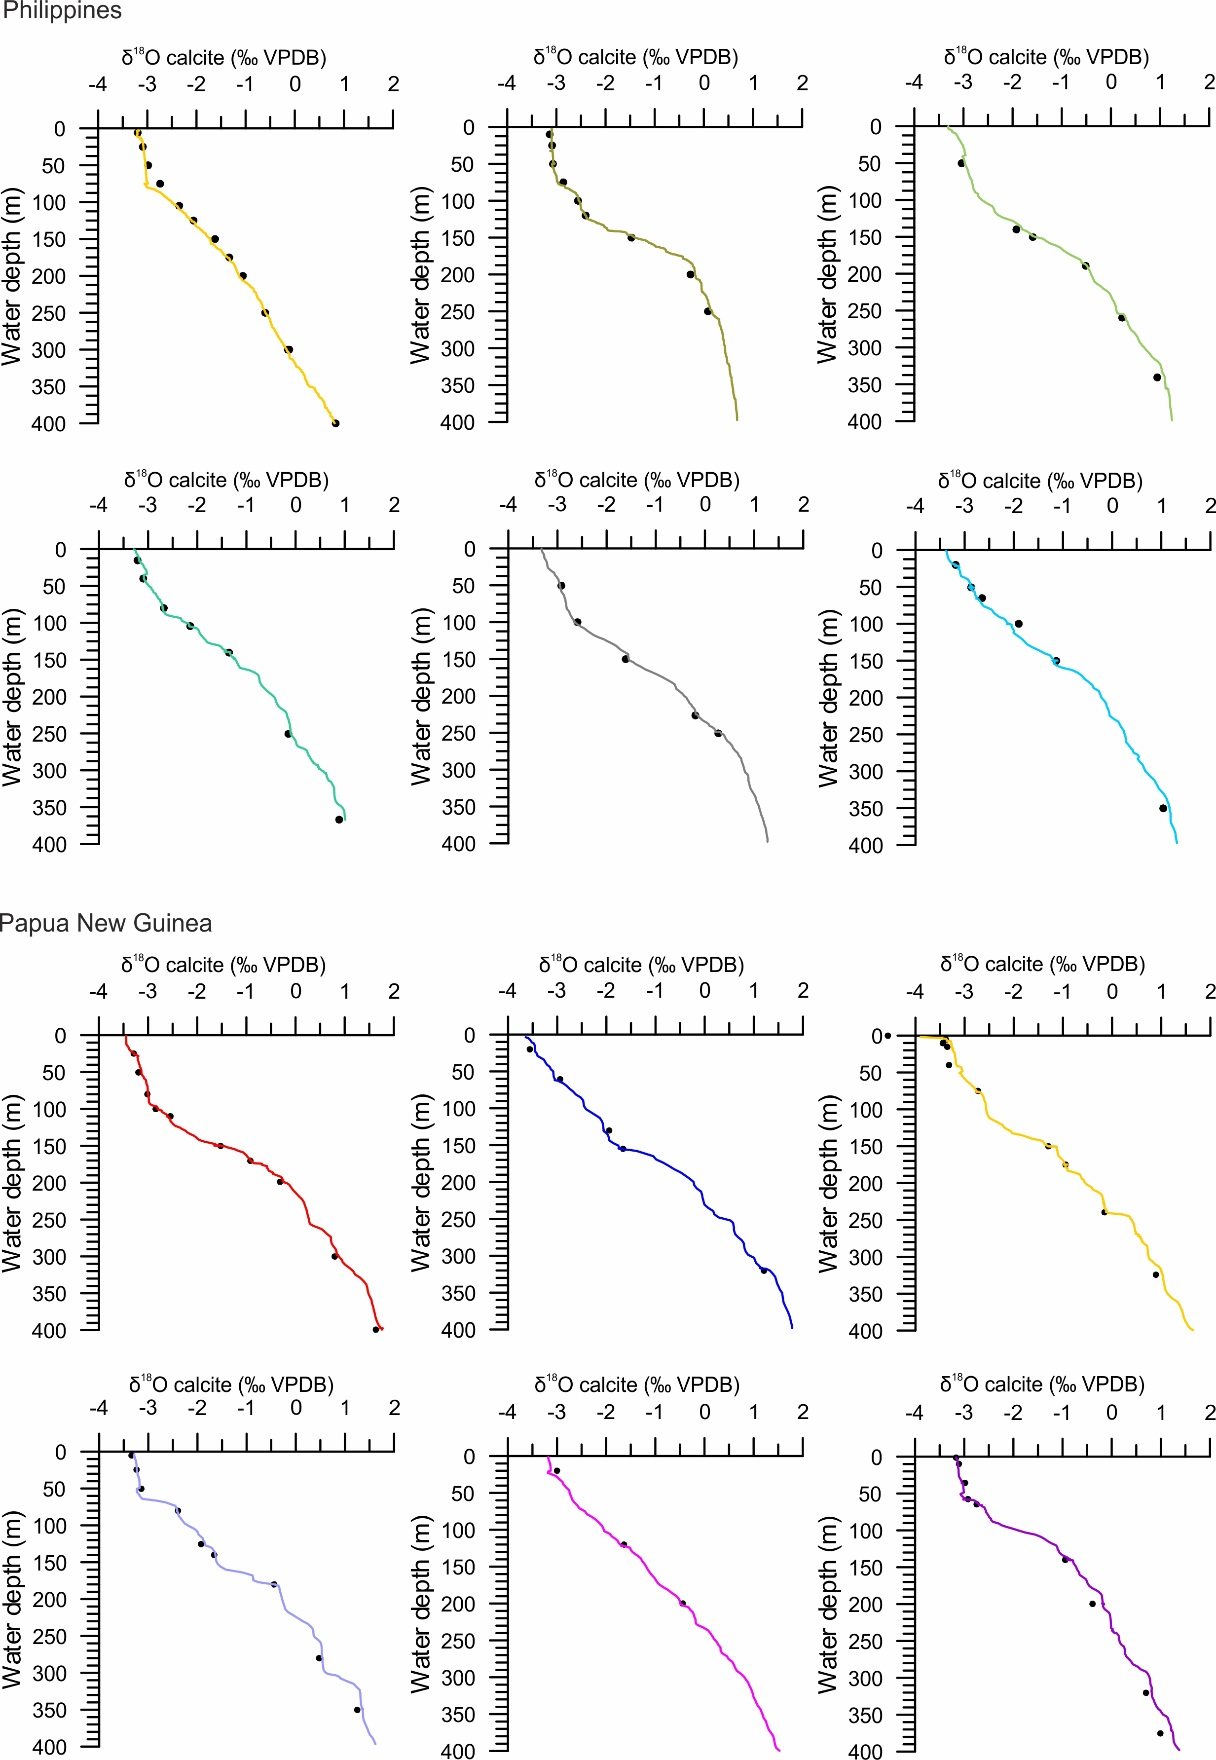 Philippines
δ18O calcite (‰ VPDB) δ18O calcite (‰ VPDB) δ18O calcite (‰ VPDB)
-4 -3 -2 -1 0 1 2 -4 -3 -2 -1 0 1 2 -4 -3 -2 -1 0 1 2
0 0 0
50 50 50
100 100 100
150 150 150
200 200 200
250 250 250
300 300 300
350 350 350
400 400 400
Water depth (m) Water depth (m) Water depth (m)
δ18O calcite (‰ VPDB) δ18O calcite (‰ VPDB) δ18O calcite (‰ VPDB)
-4 -3 -2 -1 0 1 2 -4 -3 -2 -1 0 1 2 -4 -3 -2 -1 0 1 2
0 0 0
50 50 50
100 100 100
150 150 150
200 200 200
250 250 250
300 300 300
350 350 350
400 400 400
Water depth (m) Water depth (m) Water depth (m)
Papua New Guinea
δ18O calcite (‰ VPDB) δ18O calcite (‰ VPDB) δ18O calcite (‰ VPDB)
-4 -3 -2 -1 0 1 2 -4 -3 -2 -1 0 1 2 -4 -3 -2 -1 0 1 2
0 0 0
50 50 50
100 100 100
150 150 150
200 200 200
250 250 250
300 300 300
350 350 350
400 400 400
Water depth (m) Water depth (m) Water depth (m)
δ18O calcite (‰ VPDB) δ18O calcite (‰ VPDB) δ18O calcite (‰ VPDB)
-4 -3 -2 -1 0 1 2 -4 -3 -2 -1 0 1 2 -4 -3 -2 -1 0 1 2
0 0 0
50 50 50
100 100 100
150 150 150
200 200 200
250 250 250
300 300 300
350 350 350
400 400 400
Water depth (m) Water depth (m) Water depth (m)